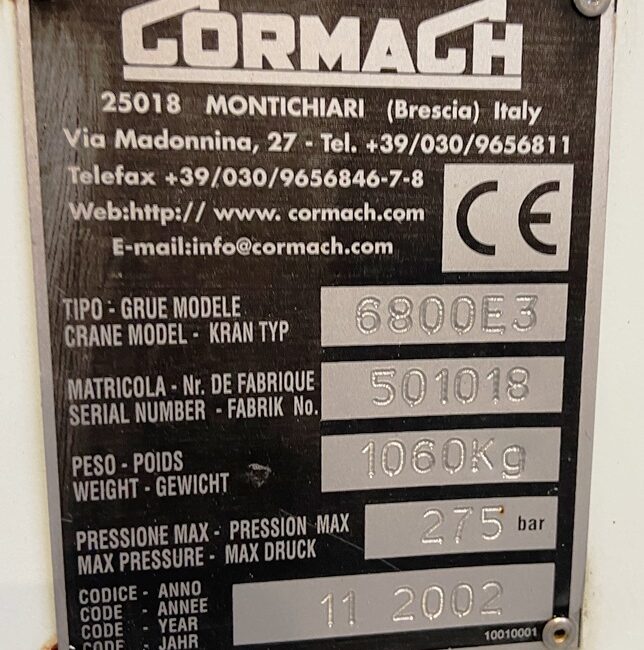 CORMACH
25018 MONTICHIARI (Brescia) Italy
Via Madonnina, 27 - Tel. +39/030/9656811
Telefax +39/030/9656846-7-8
Web:http:// www. cormach.com
E-mail:info@cormach.com
CE
TIPO - GRUE MODELE
CRANE MODEL - KRAN TYP
6800E3
MATRICOLA - Nr. DE FABRIQUE
SERIAL NUMBER - FABRIK No.
501018
PESO - POIDS
WEIGHT - GEWICHT
1060Kg
PRESSIONE MAX - PRESSION MAX
MAX PRESSURE - MAX DRUCK
275 bar
CODICE - ANNO
CODE - ANNEE
CODE - YEAR
CODE - JAHR
11 2002
10010001